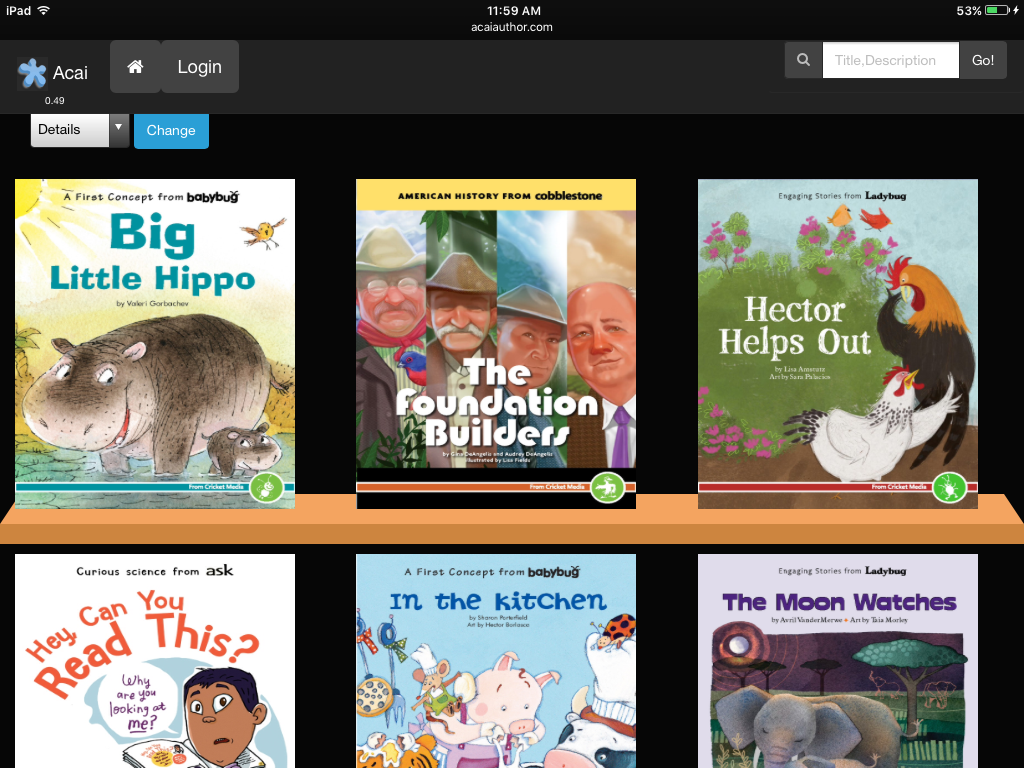 iPad
11:59 AM
53%
acaiauthor.com
Acai
0.49
Login
Title,Description
Go!
Details
Change
A First Concept from babybug
Big
Little Hippo
by Valeri Gorbachev
From Cricket Media
AMERICAN HISTORY FROM cobblestone
The
Foundation
Builders
by Gina DeAngelis and Audrey DeAngelis
Illustrated by Lisa Fields
From Cricket Media
Engaging Stories from Ladybug
Hector
Helps Out
by Lisa Amstutz
Art by Sara Palacios
From Cricket Media
Curious science from ask
Hey, Can You
Read This?
Why
are you
looking at
me?
A First Concept from babybug
In the Kitchen
by Sharon Porterfield
Art by Hector Borlasca
Engaging Stories from Ladybug
The Moon Watches
by Avril VanderMerwe • Art by Taia Morley